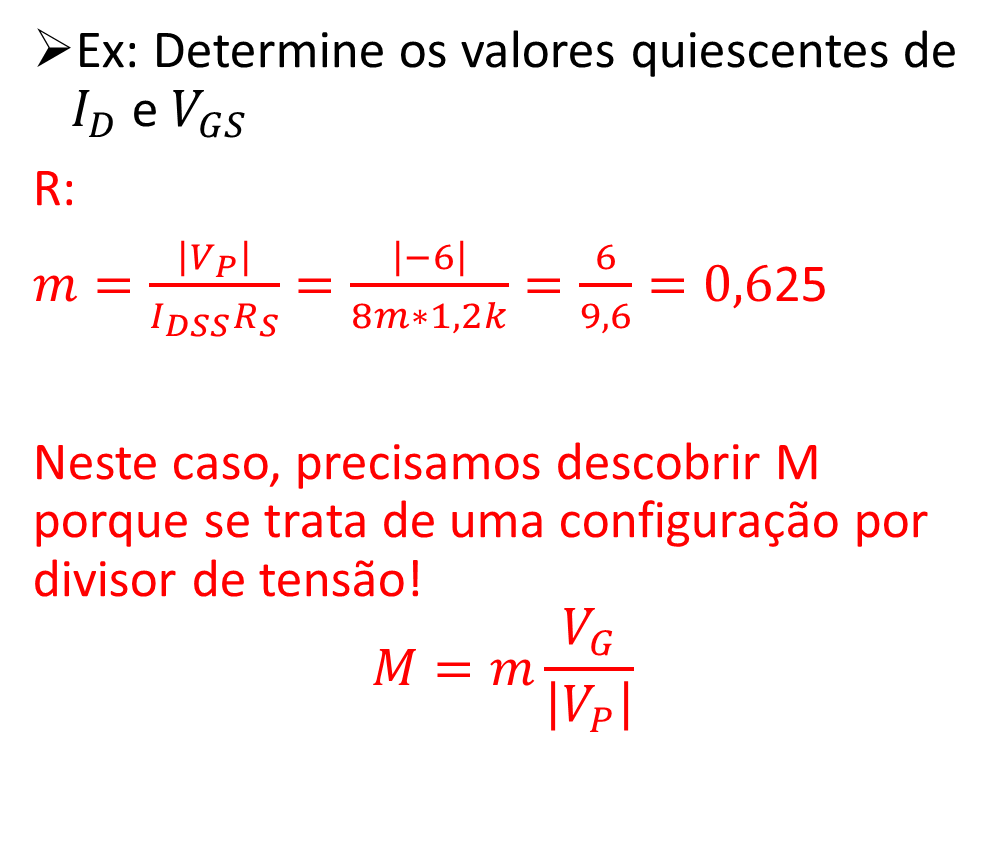 ➢Ex: Determine os valores quiescentes de
I_D e V_GS
R:
m = |V_P| / I_DSS R_S = |−6| / 8m∗1,2k = 6 / 9,6 = 0,625
Neste caso, precisamos descobrir M
porque se trata de uma configuração por
divisor de tensão!
M = m V_G / |V_P|